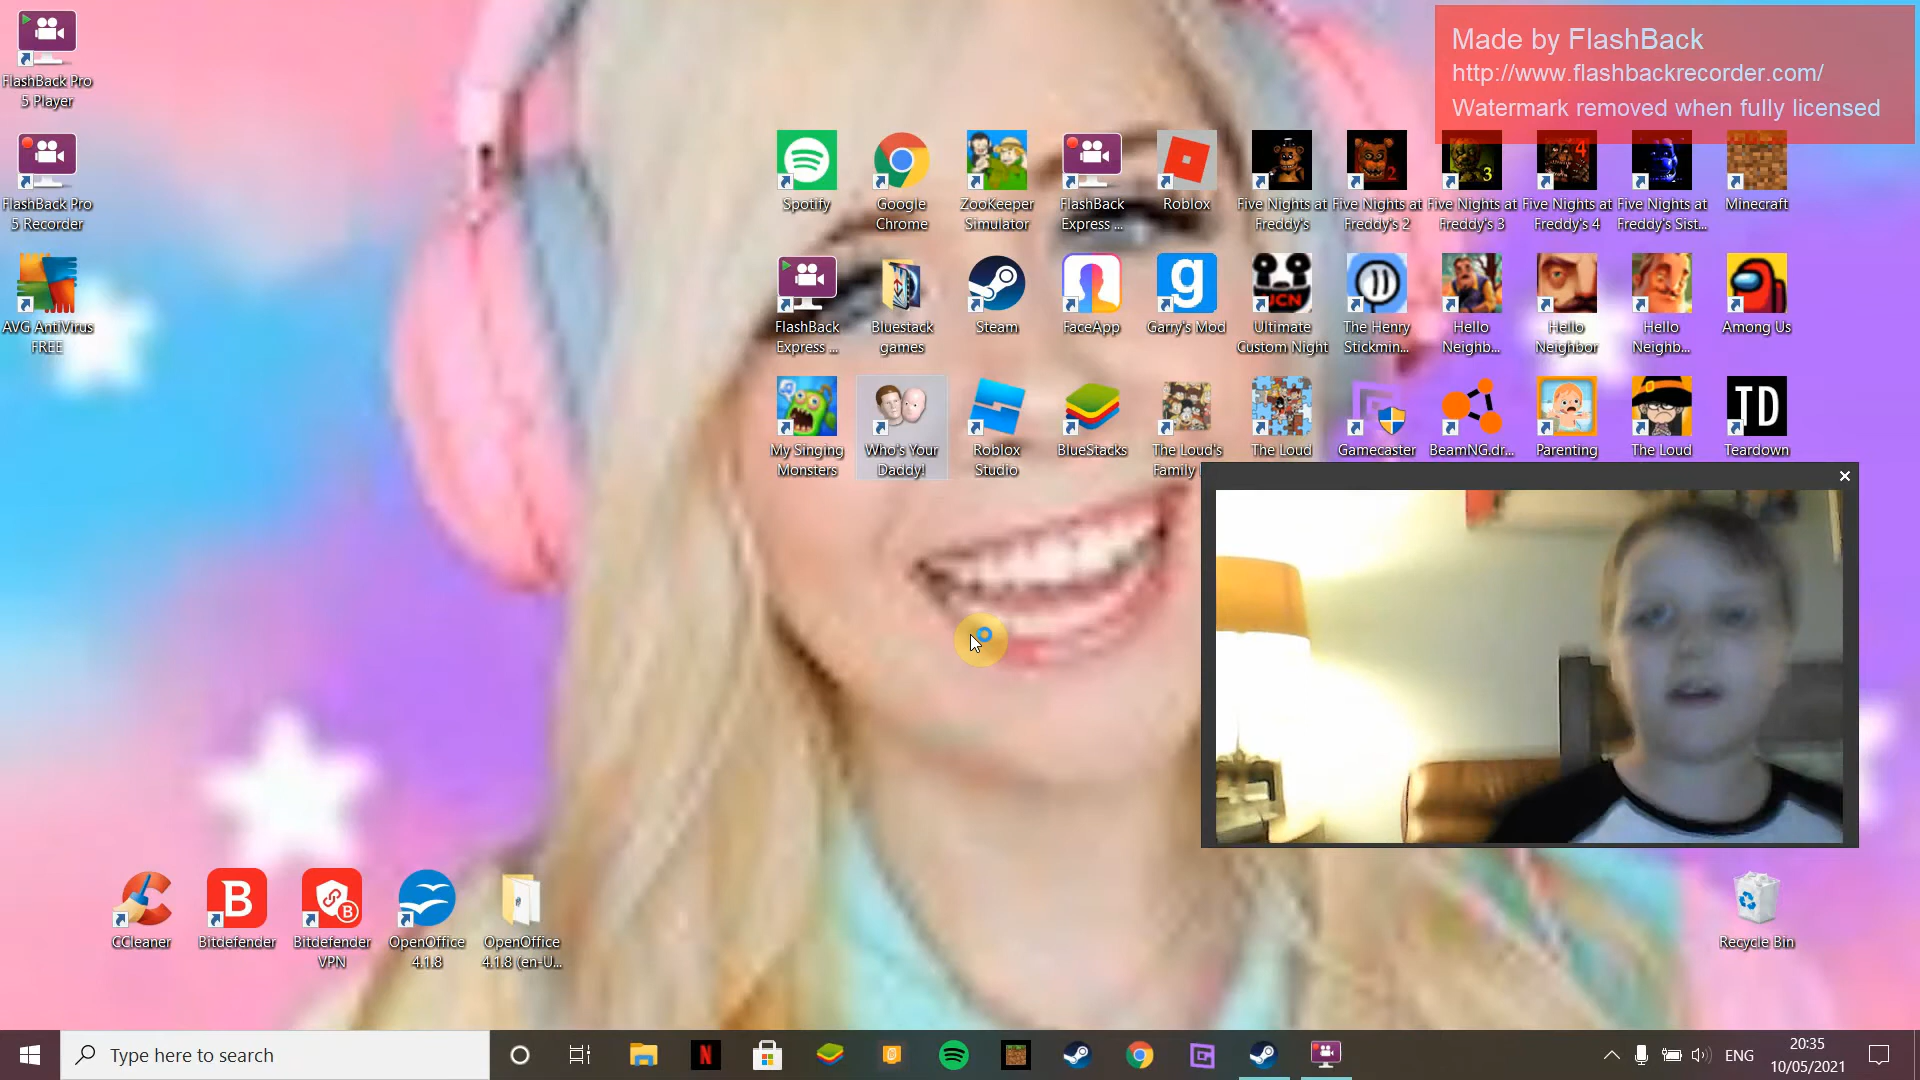 Made by FlashBack
http://www.flashbackrecorder.com/
Watermark removed when fully licensed
FlashBack Pro
5 Player
FlashBack Pro
5 Recorder
AVG AntiVirus
FREE
Spotify
Google
Chrome
ZooKeeper
Simulator
FlashBack
Express ...
Roblox
Five Nights at
Freddy's
Five Nights at
Freddy's 2
2
Five Nights at
Freddy's 3
3
Five Nights at
Freddy's 4
4
Five Nights at
Freddy's Sist...
Minecraft
FlashBack
Express ...
Bluestack
games
Steam
FaceApp
g
Garry's Mod
UCN
Ultimate
Custom Night
The Henry
Stickmin...
Hello
Neighb...
Hello
Neighbor
Hello
Neighb...
Among Us
My Singing
Monsters
Who's Your
Daddy!
Roblox
Studio
BlueStacks
The Loud's
Family
The Loud
Gamecaster
BeamNG.dr...
Parenting
The Loud
TD
Teardown
CCleaner
B
Bitdefender
B
Bitdefender
VPN
OpenOffice
4.1.8
OpenOffice
4.1.8 (en-U...
Recycle Bin
Type here to search
N
ENG
20:35
10/05/2021